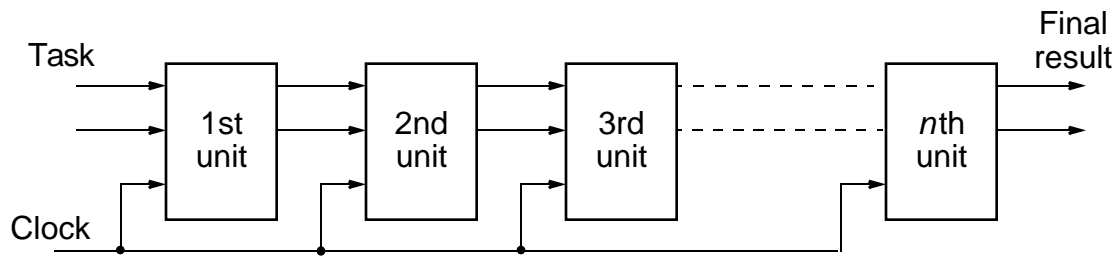 Task
Final
result
1st
unit
2nd
unit
3rd
unit
nth
unit
Clock